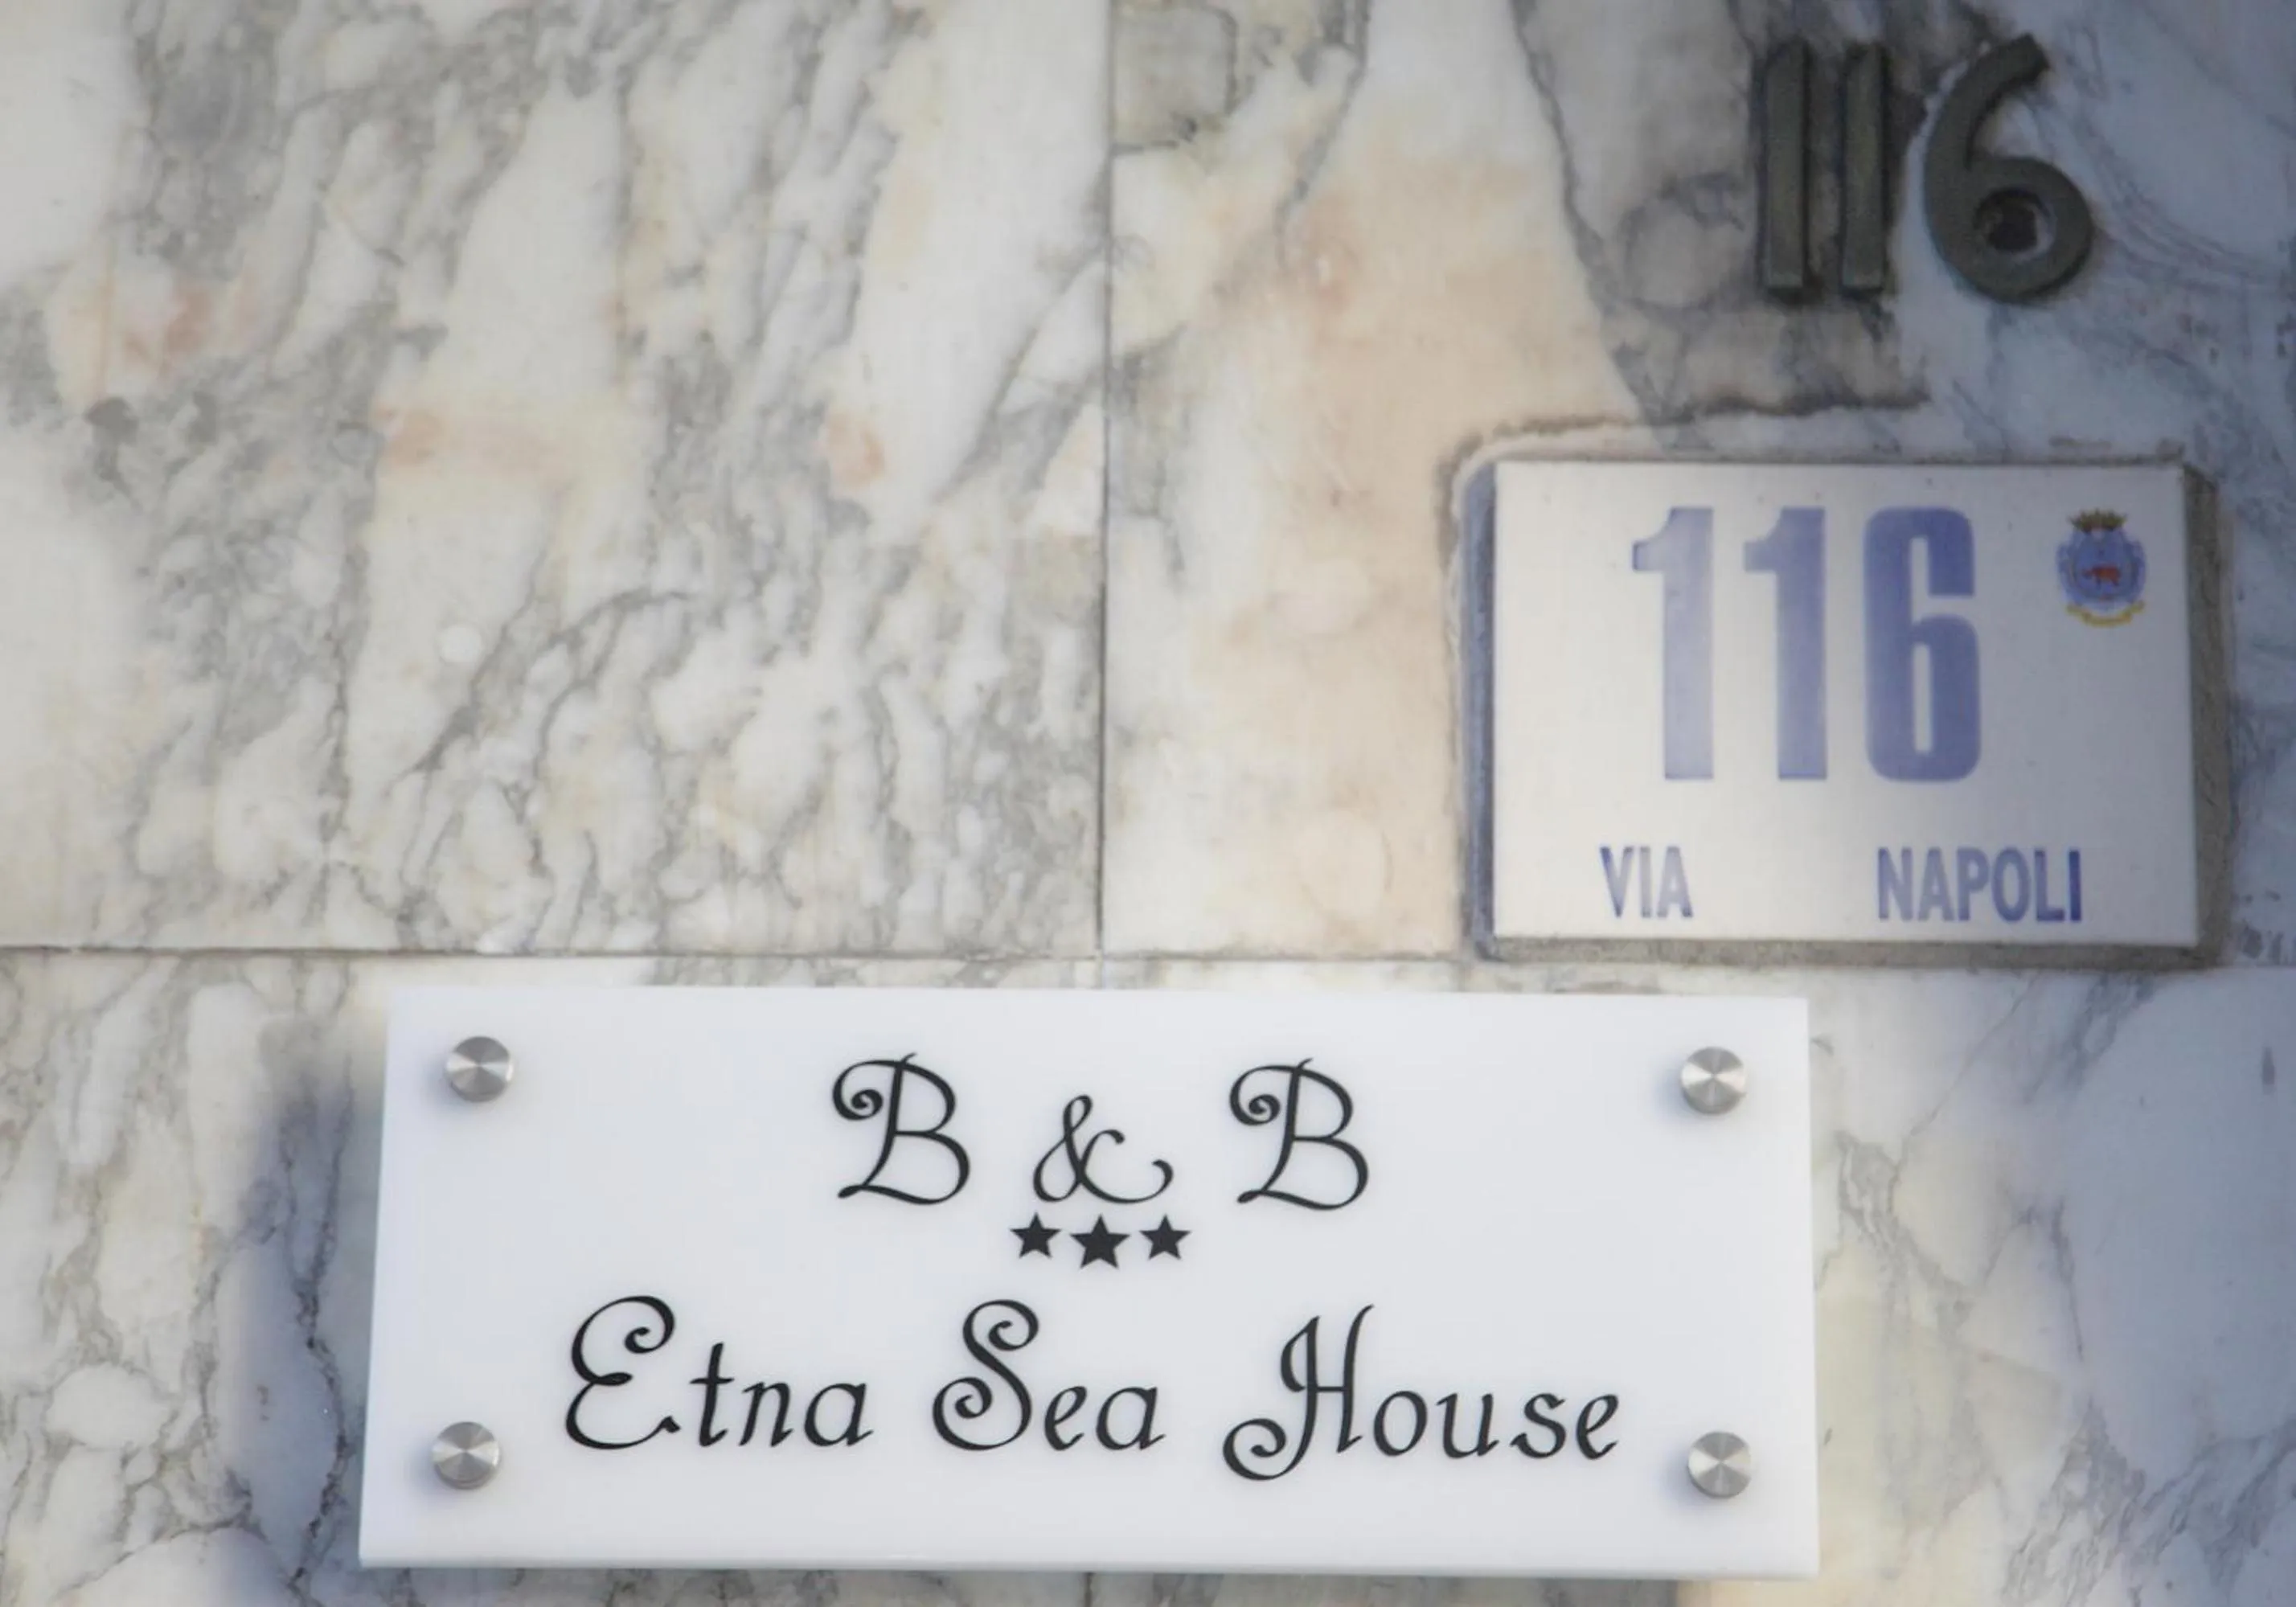 116
116
VIA NAPOLI
B & B
★★★
Etna Sea House